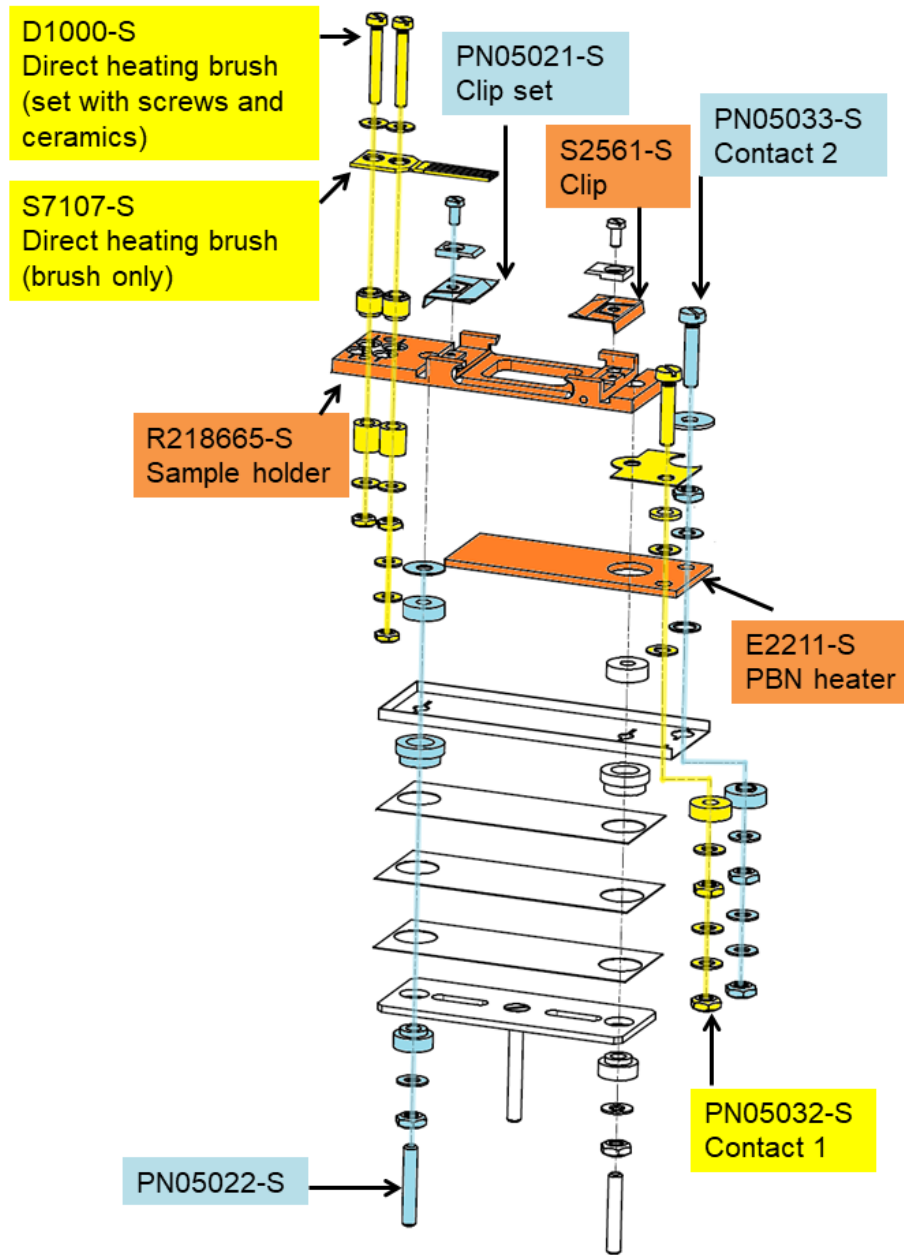 D1000-S
Direct heating brush
(set with screws and
ceramics)
PN05021-S
Clip set
PN05033-S
Contact 2
S2561-S
Clip
S7107-S
Direct heating brush
(brush only)
R218665-S
Sample holder
E2211-S
PBN heater
PN05032-S
Contact 1
PN05022-S